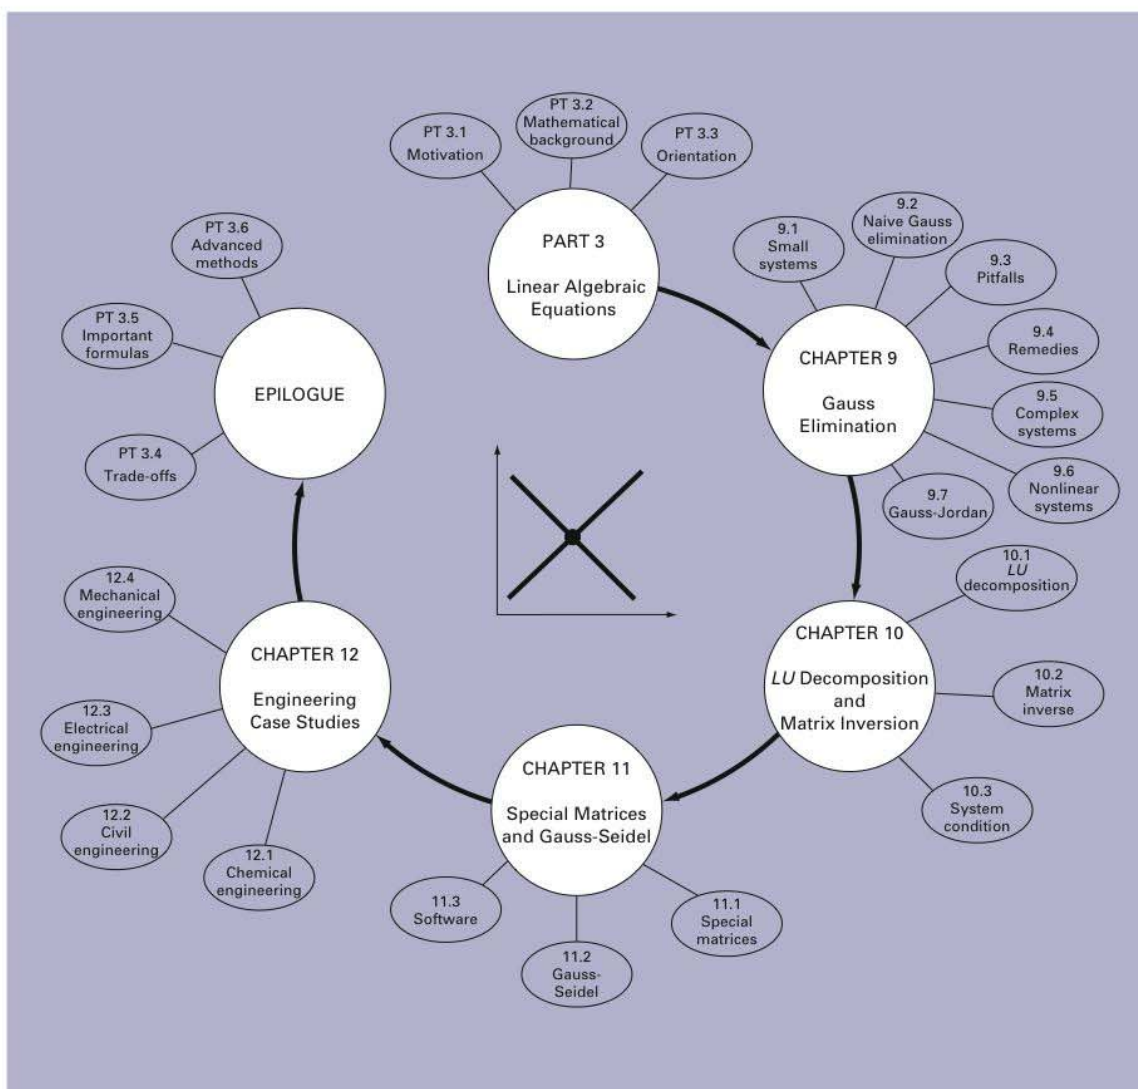 PT 3.1
Motivation
PT 3.2
Mathematical
background
PT 3.3
Orientation
PART 3
Linear Algebraic
Equations
9.1
Small
systems
9.2
Naive Gauss
elimination
9.3
Pitfalls
9.4
Remedies
9.5
Complex
systems
9.6
Nonlinear
systems
9.7
Gauss-Jordan
CHAPTER 9
Gauss
Elimination
10.1
LU
decomposition
CHAPTER 10
LU Decomposition
and
Matrix Inversion
10.2
Matrix
inverse
10.3
System
condition
CHAPTER 11
Special Matrices
and Gauss-Seidel
11.1
Special
matrices
11.2
Gauss-
Seidel
11.3
Software
CHAPTER 12
Engineering
Case Studies
12.1
Chemical
engineering
12.2
Civil
engineering
12.3
Electrical
engineering
12.4
Mechanical
engineering
EPILOGUE
PT 3.4
Trade-offs
PT 3.5
Important
formulas
PT 3.6
Advanced
methods